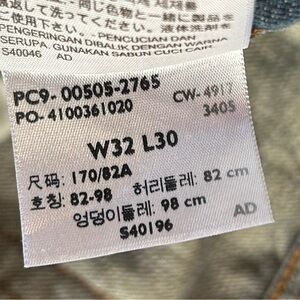 PENGERINGAN DIBALIK DENGAN WARNA
SERUPA. GUNAKAN SABUN CUCI CAIR
S40046 AD
PC9- 00505-2765
PO- 4100361020
CW- 4917
3405
W32 L30
尺码: 170/82A
호칭: 82-98 허리둘레: 82 cm
엉덩이둘레: 98 cm
S40196 AD